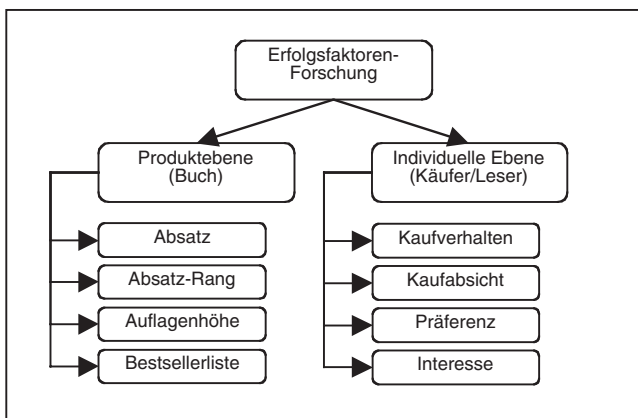 Erfolgsfaktoren-
Forschung
Produktebene
(Buch)
Absatz
Absatz-Rang
Auflagenhöhe
Bestsellerliste
Individuelle Ebene
(Käufer/Leser)
Kaufverhalten
Kaufabsicht
Präferenz
Interesse